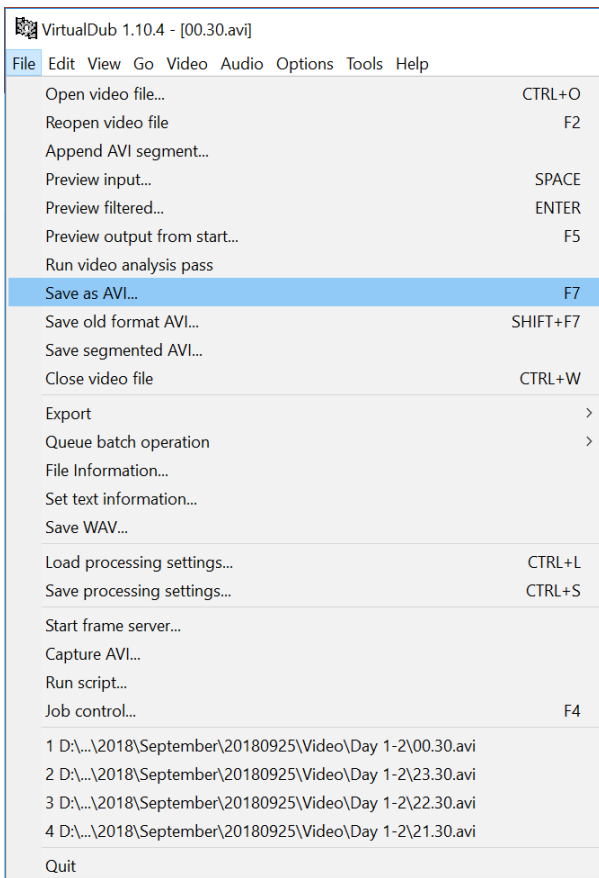 VirtualDub 1.10.4 - [00.30.avi]
File Edit View Go Video Audio Options Tools Help
Open video file... CTRL+O
Reopen video file F2
Append AVI segment...
Preview input... SPACE
Preview filtered... ENTER
Preview output from start... F5
Run video analysis pass
Save as AVI... F7
Save old format AVI... SHIFT+F7
Save segmented AVI...
Close video file CTRL+W
Export >
Queue batch operation >
File Information...
Set text information...
Save WAV...
Load processing settings... CTRL+L
Save processing settings... CTRL+S
Start frame server...
Capture AVI...
Run script...
Job control... F4
1 D:\...\2018\September\20180925\Video\Day 1-2\00.30.avi
2 D:\...\2018\September\20180925\Video\Day 1-2\23.30.avi
3 D:\...\2018\September\20180925\Video\Day 1-2\22.30.avi
4 D:\...\2018\September\20180925\Video\Day 1-2\21.30.avi
Quit